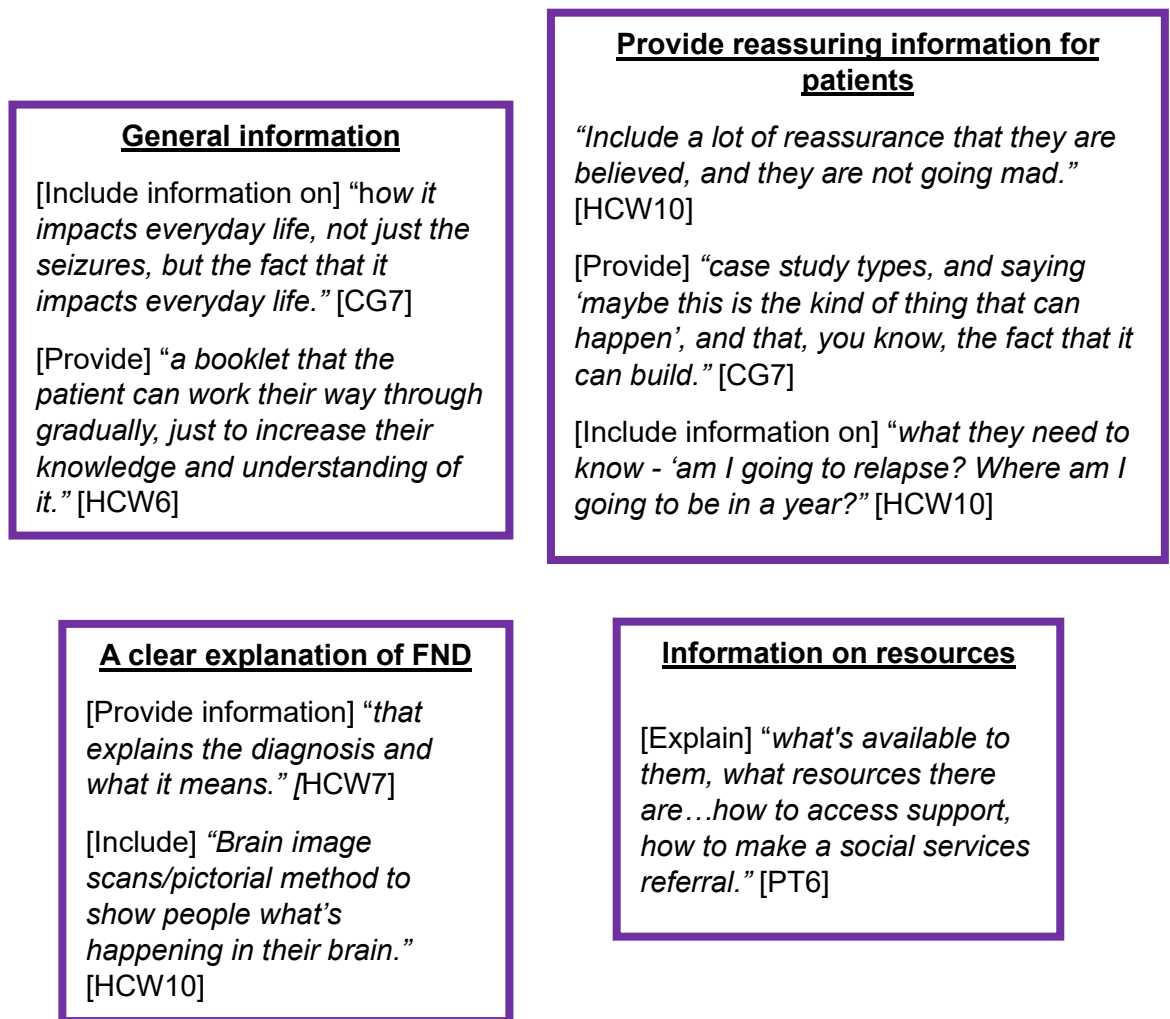 General information
[Include information on] “how it
impacts everyday life, not just the
seizures, but the fact that it
impacts everyday life.” [CG7]
[Provide] “a booklet that the
patient can work their way through
gradually, just to increase their
knowledge and understanding of
it.” [HCW6]
Provide reassuring information for
patients
“Include a lot of reassurance that they are
believed, and they are not going mad.”
[HCW10]
[Provide] “case study types, and saying
‘maybe this is the kind of thing that can
happen’, and that, you know, the fact that it
can build.” [CG7]
[Include information on] “what they need to
know - ‘am I going to relapse? Where am I
going to be in a year?” [HCW10]
A clear explanation of FND
[Provide information] “that
explains the diagnosis and
what it means.” [HCW7]
[Include] “Brain image
scans/pictorial method to
show people what’s
happening in their brain.”
[HCW10]
Information on resources
[Explain] “what's available to
them, what resources there
are…how to access support,
how to make a social services
referral.” [PT6]